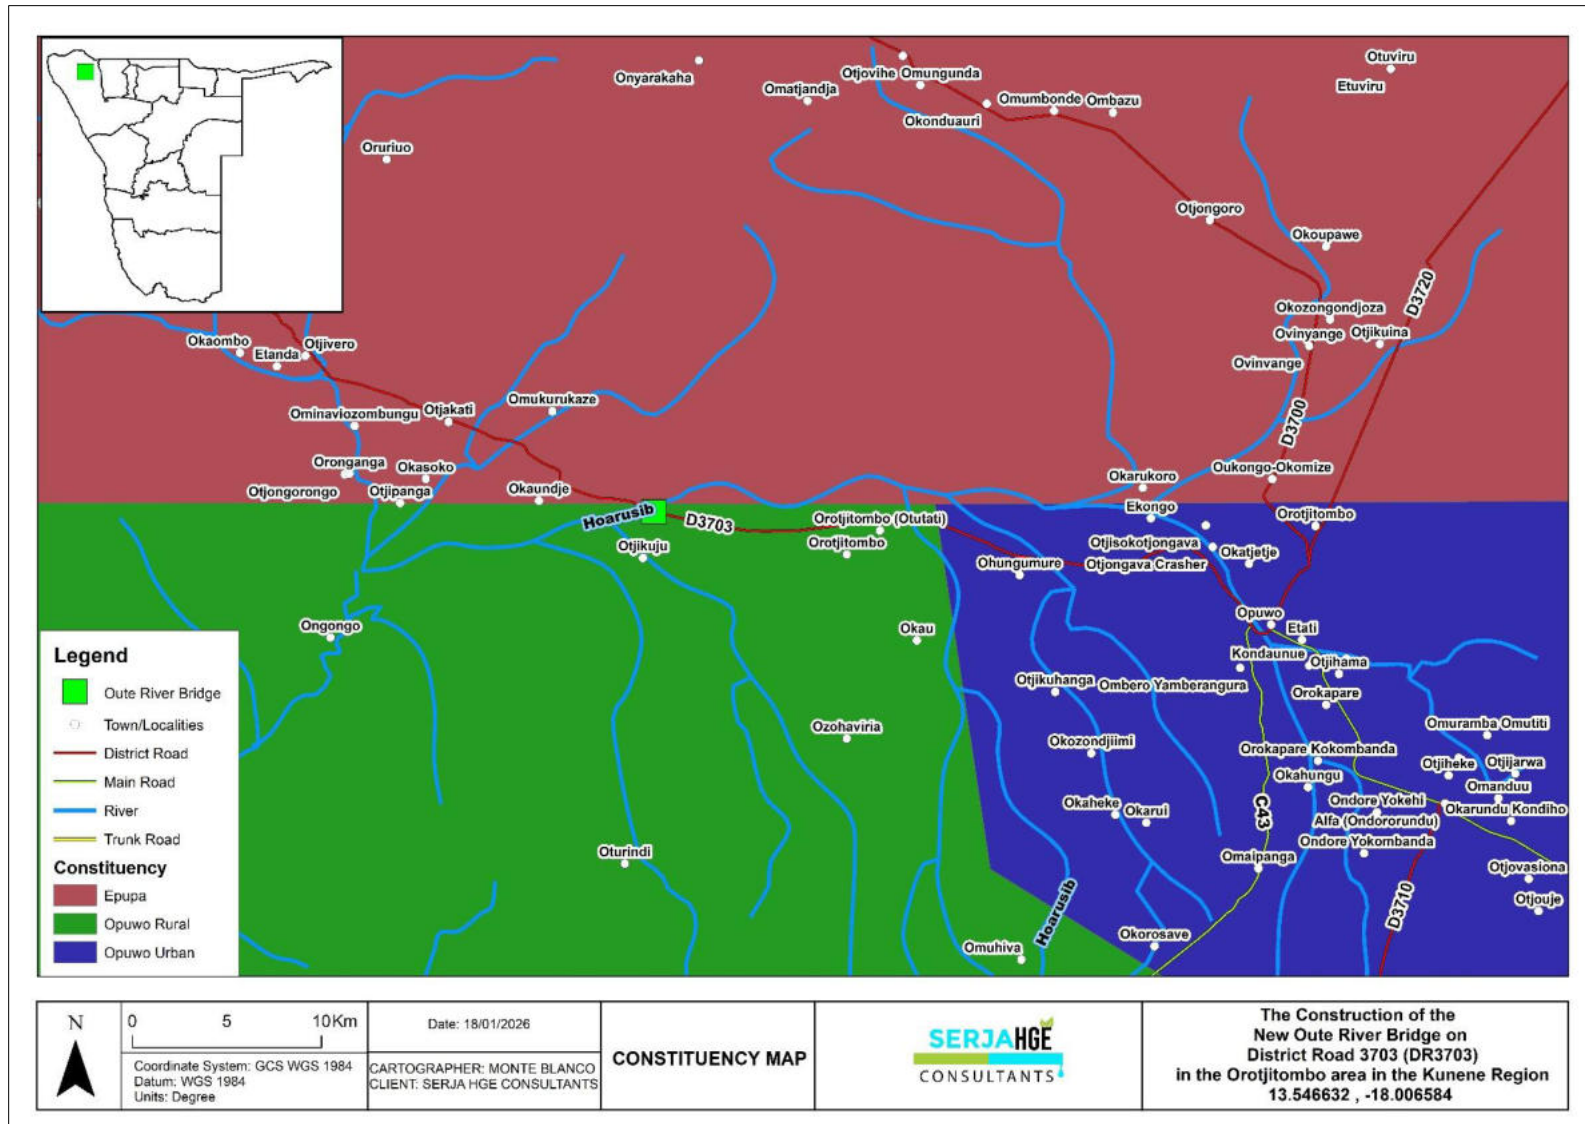 Onyarakaha
Omatjandja
Otjovihe Omungunda
Otuviru
Etuviru
Omumbonde
Ombazu
Okonduauri
Oruriuo
Otjongoro
Okoupawe
D3720
Okozongondjoza
Ovinyange
Otjikuina
Ovinvange
Okaombo
Etanda
Otjivero
D3700
Ominaviozombungu
Otjakati
Omukurukaze
Oronganga
Okasoko
Otjongorongo
Otjipanga
Okaundje
Okarukoro
Oukongo-Okomize
Ekongo
Orotjitombo
Hoarusib
D3703
Orotjitombo (Otutati)
Orotjitombo
Otjikuju
Otjisokotjongava
Okatjetje
Ohungumure
Otjongava Crasher
Ongongo
Okau
Opuwo
Etati
Kondaunue
Otjihama
Otjikuhanga
Ombero Yamberangura
Orokapare
Ozohaviria
Omuramba Omutiti
Okozondjiimi
Orokapare Kokombanda
Otjiheke
Otjijarwa
Okahungu
Omanduu
Okaheke
Okarui
C43
Ondore Yokehi
Okarundu Kondiho
Alfa (Ondororundu)
Ondore Yokombanda
Oturindi
Omaipanga
Otjovasiona
Otjouje
D3710
Hoarusib
Omuhiva
Okorosave
Legend
Oute River Bridge
Town/Localities
District Road
Main Road
River
Trunk Road
Constituency
Epupa
Opuwo Rural
Opuwo Urban
N
0 5 10Km
Coordinate System: GCS WGS 1984
Datum: WGS 1984
Units: Degree
Date: 18/01/2026
CARTOGRAPHER: MONTE BLANCO
CLIENT: SERJA HGE CONSULTANTS
CONSTITUENCY MAP
SERJAHGE
CONSULTANTS
The Construction of the
New Oute River Bridge on
District Road 3703 (DR3703)
in the Orotjitombo area in the Kunene Region
13.546632 , -18.006584